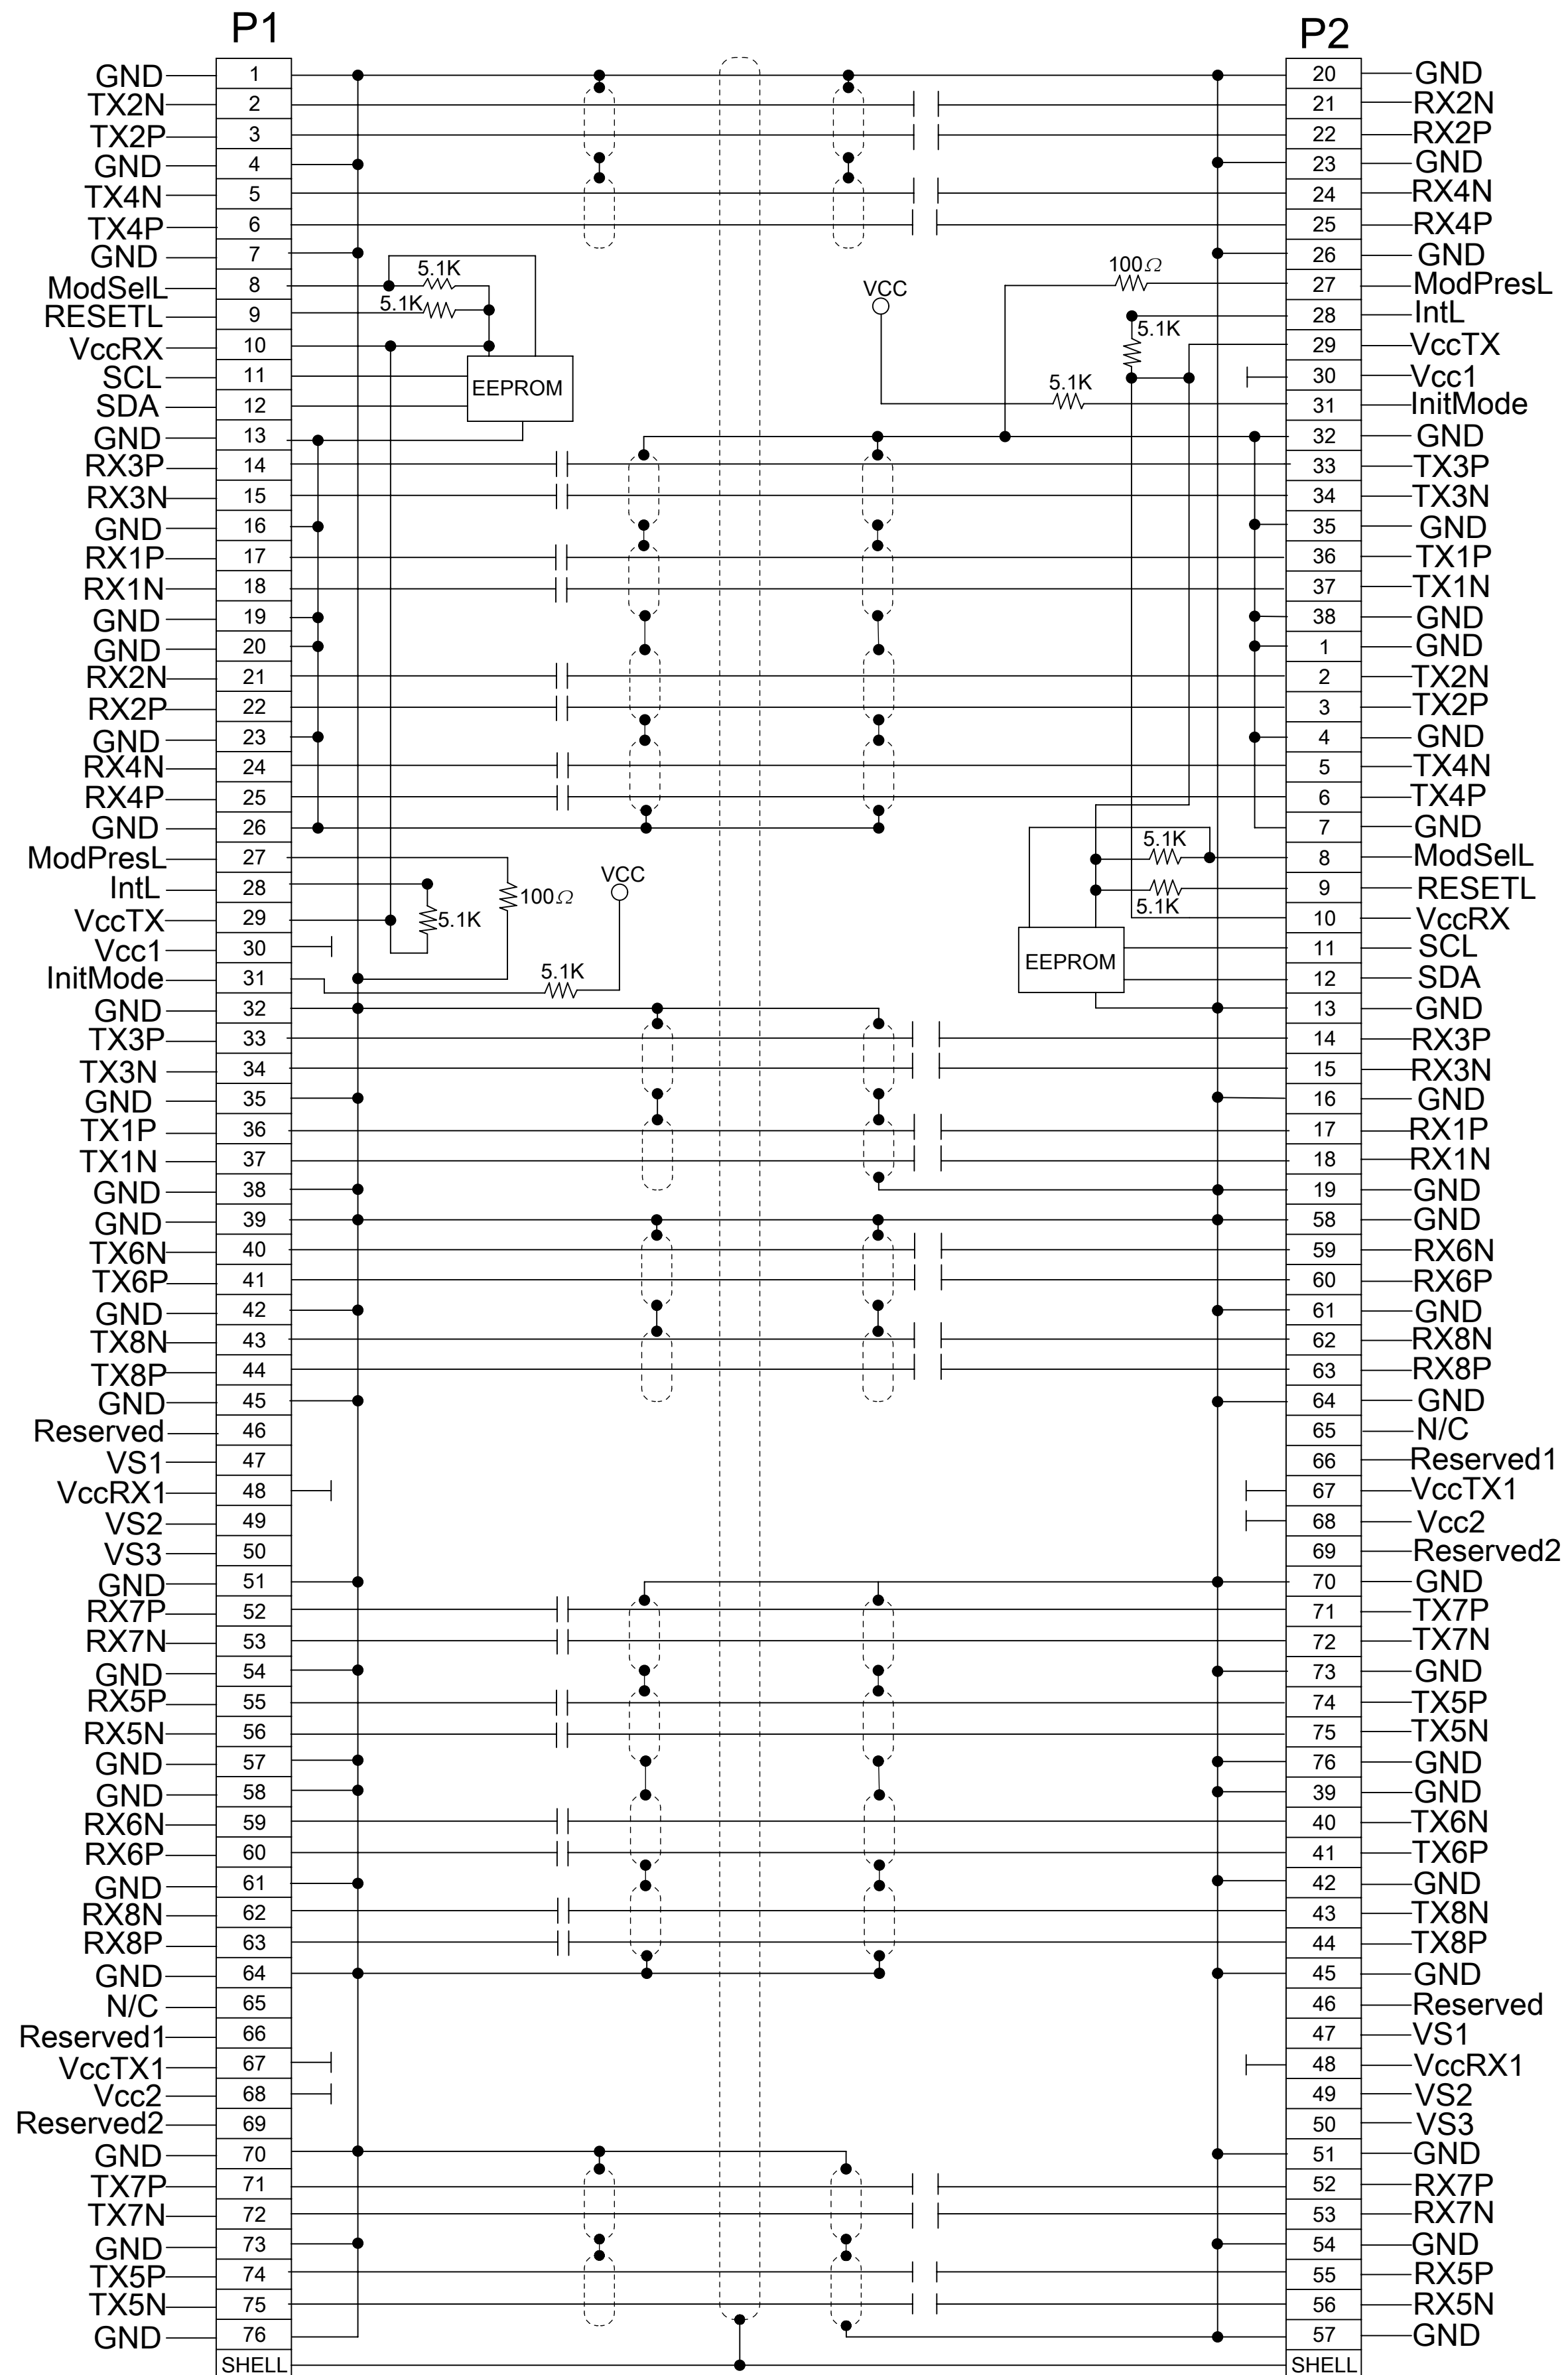 P1 P2
GND 1 20 GND
TX2N 2 21 RX2N
TX2P 3 22 RX2P
GND 4 23 GND
TX4N 5 24 RX4N
TX4P 6 25 RX4P
GND 7 26 GND
5.1K 100Ω
ModSelL 8 27 ModPresL
VCC
RESETL 5.1K 9 28 IntL
5.1K
VccRX 10 29 VccTX
SCL 11 30 Vcc1
EEPROM 5.1K
SDA 12 31 InitMode
GND 13 32 GND
RX3P 14 33 TX3P
RX3N 15 34 TX3N
GND 16 35 GND
RX1P 17 36 TX1P
RX1N 18 37 TX1N
GND 19 38 GND
GND 20 1 GND
RX2N 21 2 TX2N
RX2P 22 3 TX2P
GND 23 4 GND
RX4N 24 5 TX4N
RX4P 25 6 TX4P
GND 26 7 GND
5.1K
ModPresL 27 8 ModSelL
VCC
IntL 28 100Ω 9 RESETL
5.1K
VccTX 29 5.1K 10 VccRX
Vcc1 30 11 SCL
EEPROM
InitMode 31 5.1K 12 SDA
GND 32 13 GND
TX3P 33 14 RX3P
TX3N 34 15 RX3N
GND 35 16 GND
TX1P 36 17 RX1P
TX1N 37 18 RX1N
GND 38 19 GND
GND 39 58 GND
TX6N 40 59 RX6N
TX6P 41 60 RX6P
GND 42 61 GND
TX8N 43 62 RX8N
TX8P 44 63 RX8P
GND 45 64 GND
Reserved 46 65 N/C
VS1 47 66 Reserved1
VccRX1 48 67 VccTX1
VS2 49 68 Vcc2
VS3 50 69 Reserved2
GND 51 70 GND
RX7P 52 71 TX7P
RX7N 53 72 TX7N
GND 54 73 GND
RX5P 55 74 TX5P
RX5N 56 75 TX5N
GND 57 76 GND
GND 58 39 GND
RX6N 59 40 TX6N
RX6P 60 41 TX6P
GND 61 42 GND
RX8N 62 43 TX8N
RX8P 63 44 TX8P
GND 64 45 GND
N/C 65 46 Reserved
Reserved1 66 47 VS1
VccTX1 67 48 VccRX1
Vcc2 68 49 VS2
Reserved2 69 50 VS3
GND 70 51 GND
TX7P 71 52 RX7P
TX7N 72 53 RX7N
GND 73 54 GND
TX5P 74 55 RX5P
TX5N 75 56 RX5N
GND 76 57 GND
SHELL SHELL